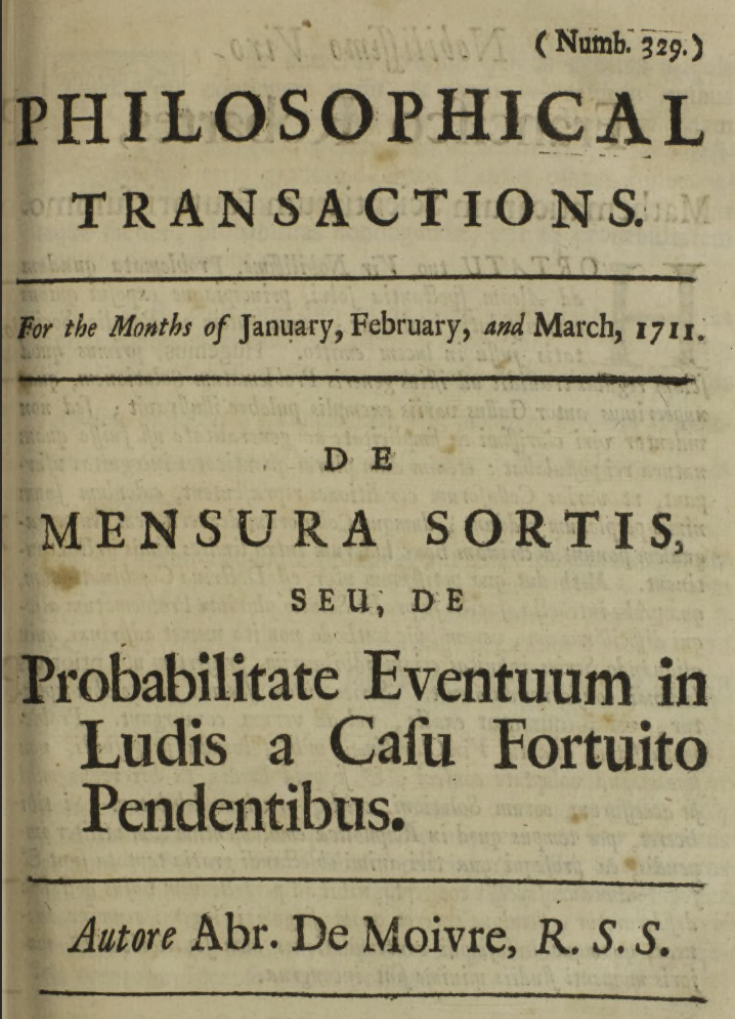 ( Numb. 329.)
PHILOSOPHICAL
TRANSACTIONS.
For the Months of January, February, and March, 1711.
DE
MENSURA SORTIS,
SEU, DE
Probabilitate Eventuum in
Ludis a Caſu Fortuito
Pendentibus.
Autore Abr. De Moivre, R. S. S.